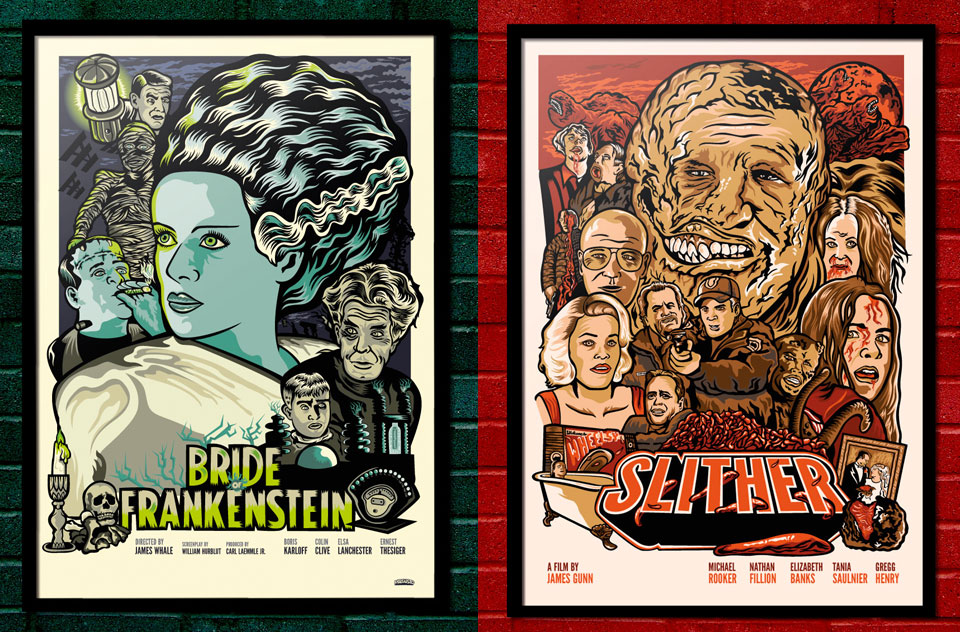 BRIDE
OF
FRANKENSTEIN
DIRECTED BY
JAMES WHALE
SCREENPLAY BY
WILLIAM HURBLUT
PRODUCED BY
CARL LAEMMLE JR.
BORIS
KARLOFF
COLIN
CLIVE
ELSA
LANCHESTER
ERNEST
THESIGER
SLITHER
A FILM BY
JAMES GUNN
MICHAEL
ROOKER
NATHAN
FILLION
ELIZABETH
BANKS
TANIA
SAULNIER
GREGG
HENRY